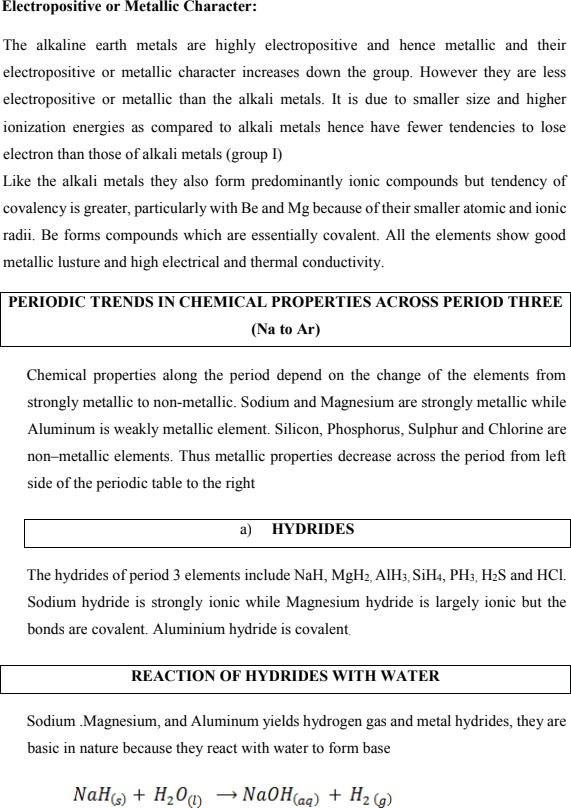 Electropositive or Metallic Character:
The alkaline earth metals are highly electropositive and hence metallic and their
electropositive or metallic character increases down the group. However they are less
electropositive or metallic than the alkali metals. It is due to smaller size and higher
ionization energies as compared to alkali metals hence have fewer tendencies to lose
electron than those of alkali metals (group I)
Like the alkali metals they also form predominantly ionic compounds but tendency of
covalency is greater, particularly with Be and Mg because of their smaller atomic and ionic
radii. Be forms compounds which are essentially covalent. All the elements show good
metallic lusture and high electrical and thermal conductivity.
PERIODIC TRENDS IN CHEMICAL PROPERTIES ACROSS PERIOD THREE
(Na to Ar)
Chemical properties along the period depend on the change of the elements from
strongly metallic to non-metallic. Sodium and Magnesium are strongly metallic while
Aluminum is weakly metallic element. Silicon, Phosphorus, Sulphur and Chlorine are
non–metallic elements. Thus metallic properties decrease across the period from left
side of the periodic table to the right
a) HYDRIDES
The hydrides of period 3 elements include NaH, MgH₂, AlH₃, SiH₄, PH₃, H₂S and HCl.
Sodium hydride is strongly ionic while Magnesium hydride is largely ionic but the
bonds are covalent. Aluminium hydride is covalent.
REACTION OF HYDRIDES WITH WATER
Sodium .Magnesium, and Aluminum yields hydrogen gas and metal hydrides, they are
basic in nature because they react with water to form base
NaH(s) + H₂O(l) → NaOH(aq) + H₂ (g)